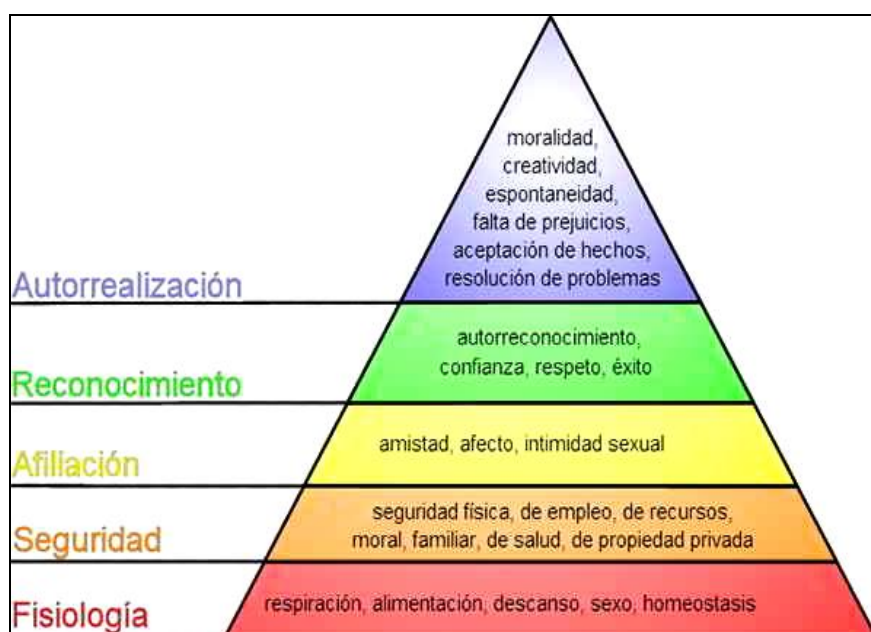 moralidad,
creatividad,
espontaneidad,
falta de prejuicios,
aceptación de hechos,
resolución de problemas
Autorrealización
autorreconocimiento,
confianza, respeto, éxito
Reconocimiento
amistad, afecto, intimidad sexual
Afiliación
seguridad física, de empleo, de recursos,
moral, familiar, de salud, de propiedad privada
Seguridad
respiración, alimentación, descanso, sexo, homeostasis
Fisiología